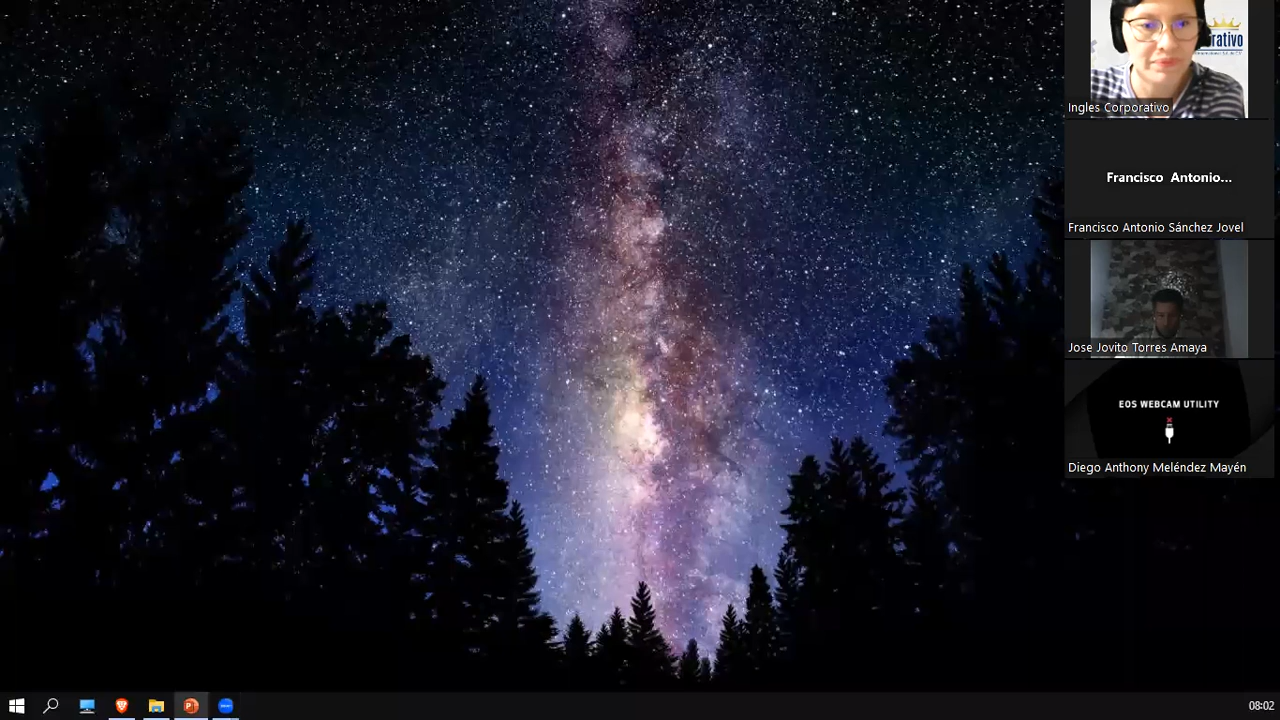 rativo
Ingles Corporativo
Francisco Antonio...
Francisco Antonio Sánchez Jovel
Jose Jovito Torres Amaya
EOS WEBCAM UTILITY
Diego Anthony Meléndez Mayén
08:02